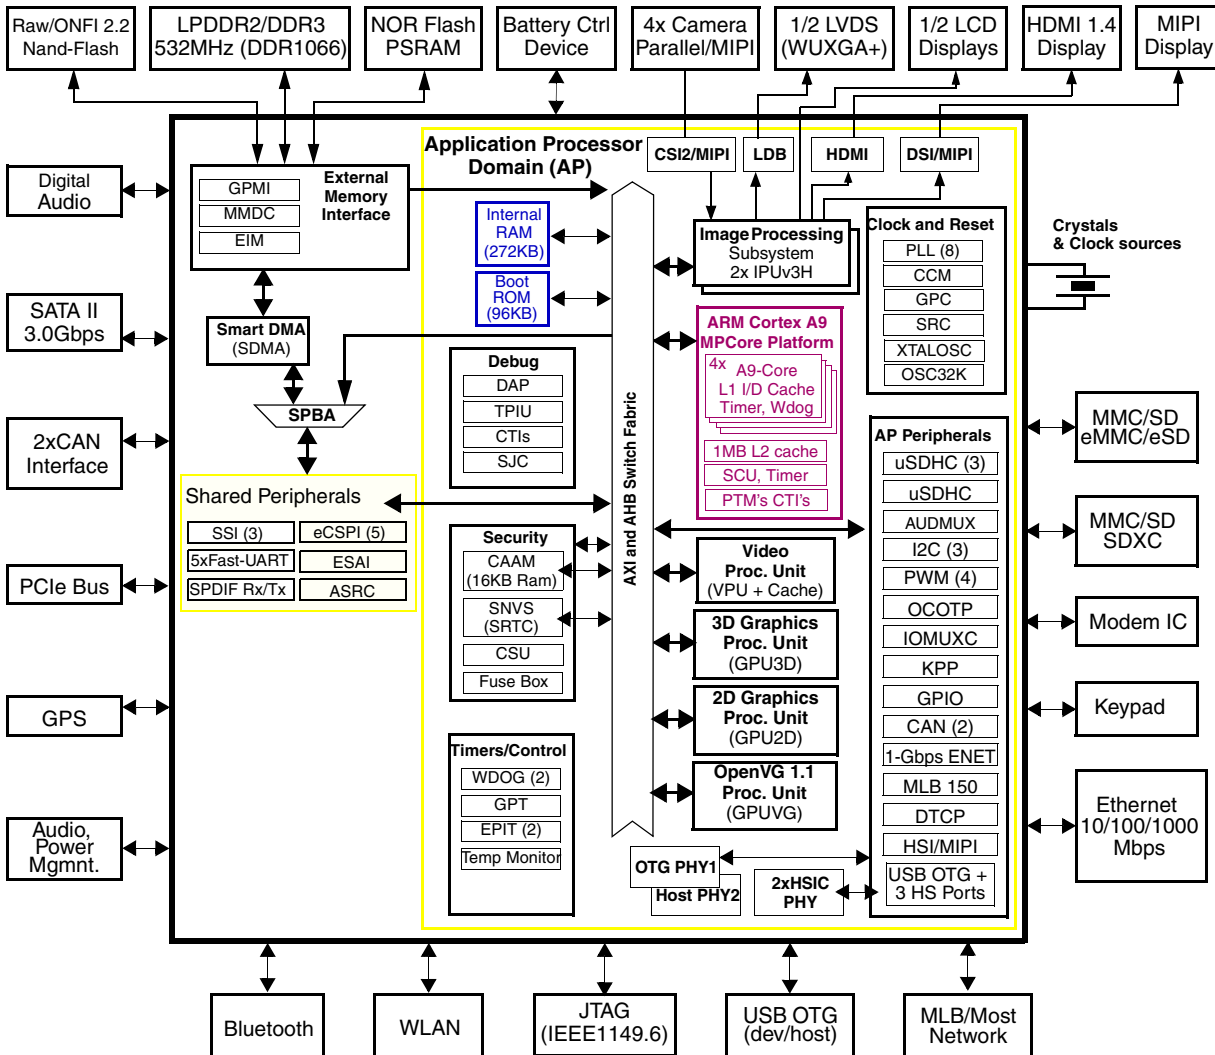 Raw/ONFI 2.2
Nand-Flash
LPDDR2/DDR3
532MHz (DDR1066)
NOR Flash
PSRAM
Battery Ctrl
Device
4x Camera
Parallel/MIPI
1/2 LVDS
(WUXGA+)
1/2 LCD
Displays
HDMI 1.4
Display
MIPI
Display
Digital
Audio
SATA II
3.0Gbps
2xCAN
Interface
PCIe Bus
GPS
Audio,
Power
Mgmnt.
External
Memory
Interface
GPMI
MMDC
EIM
Smart DMA
(SDMA)
SPBA
Shared Peripherals
SSI (3)
eCSPI (5)
5xFast-UART
ESAI
SPDIF Rx/Tx
ASRC
Application Processor
Domain (AP)
Internal
RAM
(272KB)
Boot
ROM
(96KB)
Debug
DAP
TPIU
CTIs
SJC
Security
CAAM
(16KB Ram)
SNVS
(SRTC)
CSU
Fuse Box
Timers/Control
WDOG (2)
GPT
EPIT (2)
Temp Monitor
AXI and AHB Switch Fabric
CSI2/MIPI
LDB
HDMI
DSI/MIPI
Image Processing
Subsystem
2x IPUv3H
ARM Cortex A9
MPCore Platform
4x
A9-Core
L1 I/D Cache
Timer, Wdog
1MB L2 cache
SCU, Timer
PTM's CTI's
Video
Proc. Unit
(VPU + Cache)
3D Graphics
Proc. Unit
(GPU3D)
2D Graphics
Proc. Unit
(GPU2D)
OpenVG 1.1
Proc. Unit
(GPUVG)
OTG PHY1
Host PHY2
2xHSIC
PHY
Clock and Reset
PLL (8)
CCM
GPC
SRC
XTALOSC
OSC32K
AP Peripherals
uSDHC (3)
uSDHC
AUDMUX
I2C (3)
PWM (4)
OCOTP
IOMUXC
KPP
GPIO
CAN (2)
1-Gbps ENET
MLB 150
DTCP
HSI/MIPI
USB OTG +
3 HS Ports
Crystals
& Clock sources
MMC/SD
eMMC/eSD
MMC/SD
SDXC
Modem IC
Keypad
Ethernet
10/100/1000
Mbps
Bluetooth
WLAN
JTAG
(IEEE1149.6)
USB OTG
(dev/host)
MLB/Most
Network